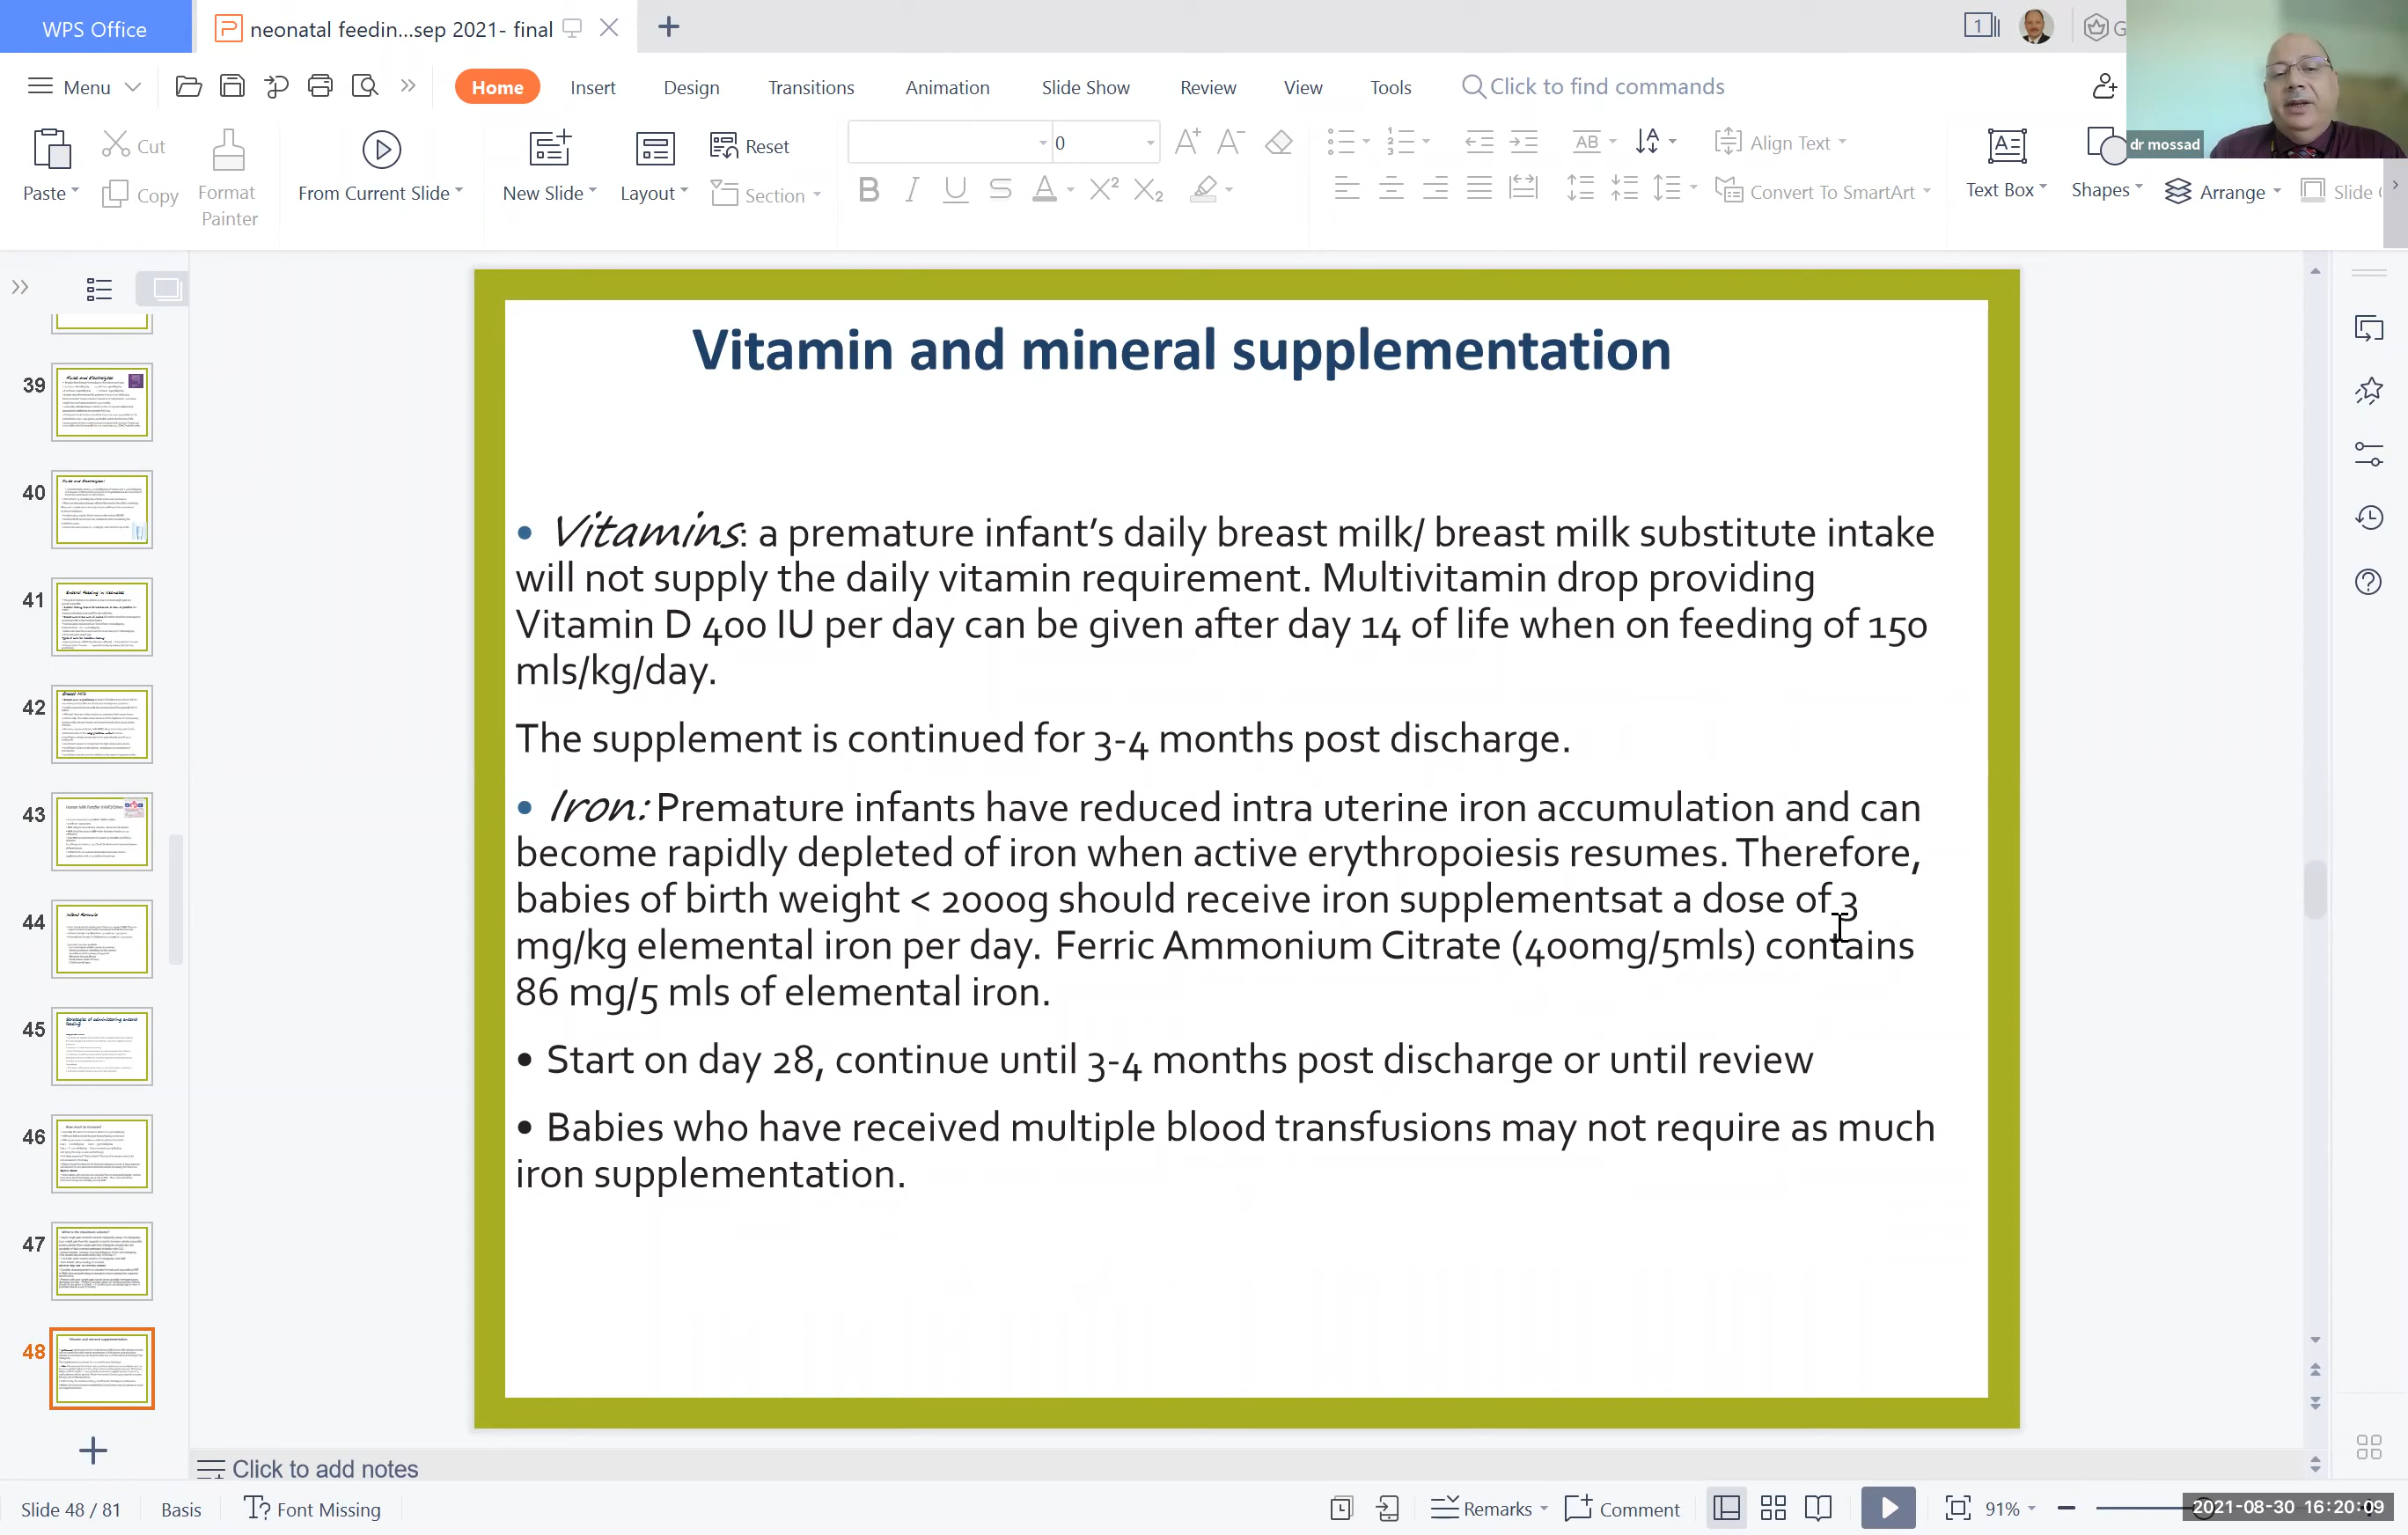 WPS Office
neonatal feedin...sep 2021- final
Menu
Home Insert Design Transitions Animation Slide Show Review View Tools Click to find commands
dr mossad
Paste Cut Copy Format Painter From Current Slide New Slide Layout Reset Section
0
Align Text
Convert To SmartArt
Text Box Shapes Arrange Slide
Vitamin and mineral supplementation
• Vitamins: a premature infant's daily breast milk/ breast milk substitute intake
will not supply the daily vitamin requirement. Multivitamin drop providing
Vitamin D 400 IU per day can be given after day 14 of life when on feeding of 150
mls/kg/day.
The supplement is continued for 3-4 months post discharge.
• Iron: Premature infants have reduced intra uterine iron accumulation and can
become rapidly depleted of iron when active erythropoiesis resumes. Therefore,
babies of birth weight < 2000g should receive iron supplementsat a dose of 3
mg/kg elemental iron per day. Ferric Ammonium Citrate (400mg/5mls) contains
86 mg/5 mls of elemental iron.
• Start on day 28, continue until 3-4 months post discharge or until review
• Babies who have received multiple blood transfusions may not require as much
iron supplementation.
39
40
41
42
43
44
45
46
47
48
Click to add notes
Slide 48 / 81 Basis Font Missing Remarks Comment 91%
2021-08-30 16:20:09